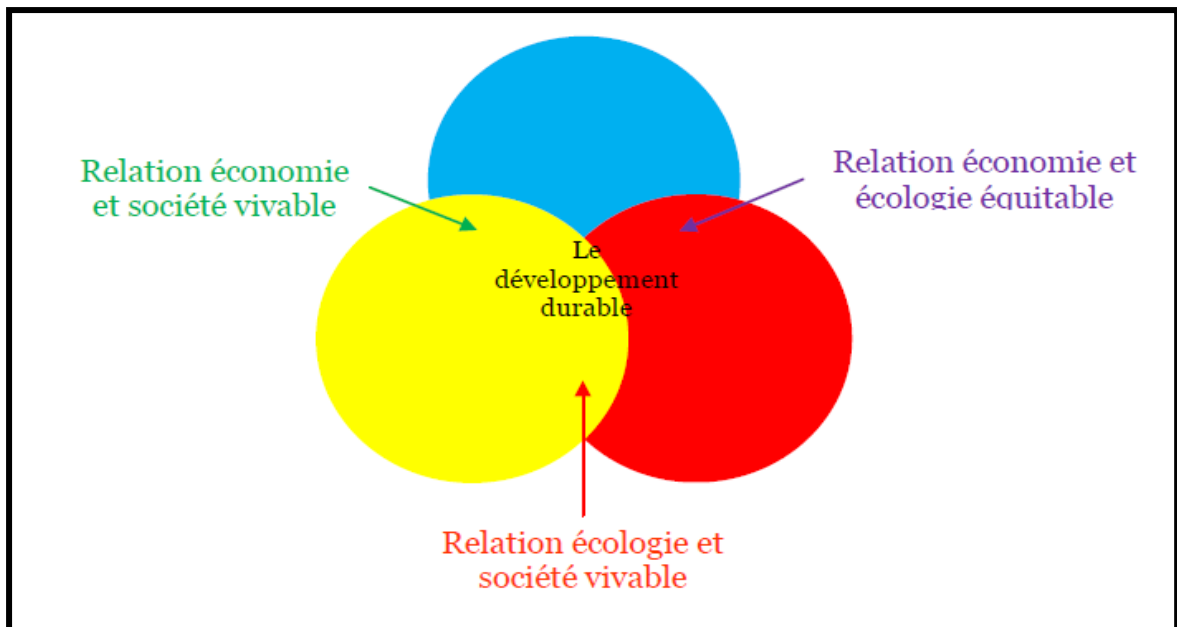 Relation économie
et société vivable
Relation économie et
écologie équitable
Le
développement
durable
Relation écologie et
société vivable